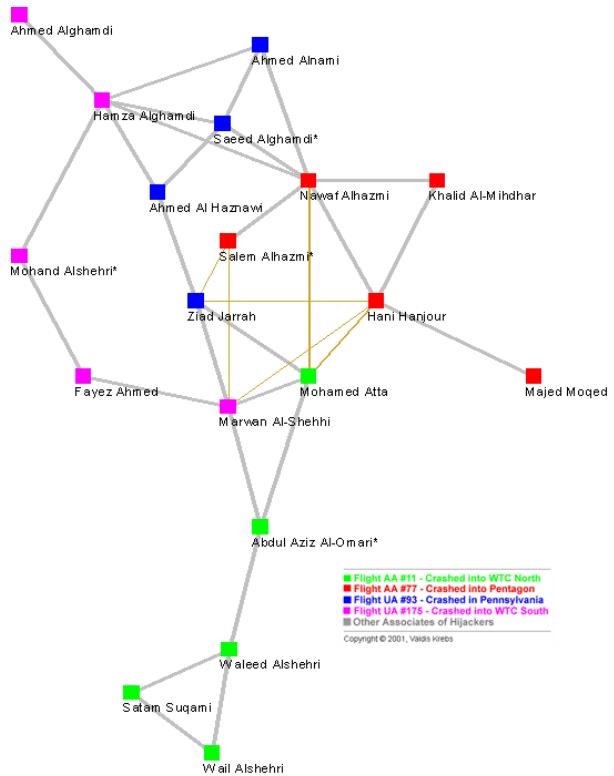 Ahmed Alghamdi
Ahmed Alnami
Hamza Alghamdi
Saeed Alghamdi*
Nawaf Alhazmi
Khalid Al-Mihdhar
Ahmed Al Haznawi
Salem Alhazmi*
Mohand Alshehri*
Ziad Jarrah
Hani Hanjour
Fayez Ahmed
Mohamed Atta
Majed Moqed
Marwan Al-Shehhi
Abdul Aziz Al-Omari*
Flight AA #11 - Crashed into WTC North
Flight AA #77 - Crashed into Pentagon
Flight UA #93 - Crashed in Pennsylvania
Flight UA #175 - Crashed into WTC South
Other Associates of Hijackers
Copyright © 2001, Valdis Krebs
Waleed Alshehri
Satam Suqami
Wail Alshehri